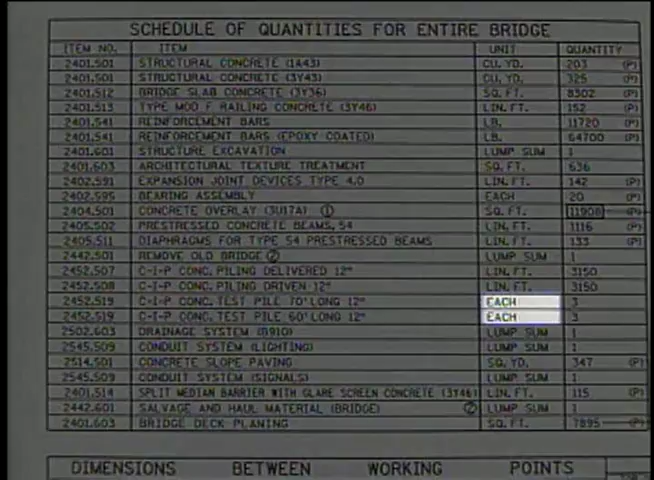 SCHEDULE OF QUANTITIES FOR ENTIRE BRIDGE
ITEM NO. ITEM UNIT QUANTITY
2401.501 STRUCTURAL CONCRETE (1A43) CU. YD. 203 (P)
2401.501 STRUCTURAL CONCRETE (3Y43) CU. YD. 325 (P)
2401.512 BRIDGE SLAB CONCRETE (3Y36) SQ. FT. 8302 (P)
2401.513 TYPE MOD F RAILING CONCRETE (3Y46) LIN. FT. 152 (P)
2401.541 REINFORCEMENT BARS LB. 11720 (P)
2401.541 REINFORCEMENT BARS (EPOXY COATED) LB. 64700 (P)
2401.601 STRUCTURE EXCAVATION LUMP SUM 1
2401.603 ARCHITECTURAL TEXTURE TREATMENT SQ. FT. 636
2402.591 EXPANSION JOINT DEVICES TYPE 4.0 LIN. FT. 142 (P)
2402.595 BEARING ASSEMBLY EACH 20 (P)
2404.501 CONCRETE OVERLAY (3U17A) ① SQ. FT. 11908 (P)
2405.502 PRESTRESSED CONCRETE BEAMS, 54 LIN. FT. 1116 (P)
2405.511 DIAPHRAGMS FOR TYPE 54 PRESTRESSED BEAMS LIN. FT. 133 (P)
2442.501 REMOVE OLD BRIDGE ② LUMP SUM 1
2452.507 C-I-P CONC. PILING DELIVERED 12" LIN. FT. 3150
2452.508 C-I-P CONC. PILING DRIVEN 12" LIN. FT. 3150
2452.519 C-I-P CONC. TEST PILE 70' LONG 12" EACH 3
2452.519 C-I-P CONC. TEST PILE 60' LONG 12" EACH 3
2502.603 DRAINAGE SYSTEM (B910) LUMP SUM 1
2545.509 CONDUIT SYSTEM (LIGHTING) LUMP SUM 1
2514.501 CONCRETE SLOPE PAVING SQ. YD. 347 (P)
2545.509 CONDUIT SYSTEM (SIGNALS) LUMP SUM 1
2401.514 SPLIT MEDIAN BARRIER WITH GLARE SCREEN CONCRETE (3Y46) LIN. FT. 115 (P)
2442.601 SALVAGE AND HAUL MATERIAL (BRIDGE) ② LUMP SUM 1
2401.603 BRIDGE DECK PLANING SQ. FT. 7895 (P)
DIMENSIONS BETWEEN WORKING POINTS